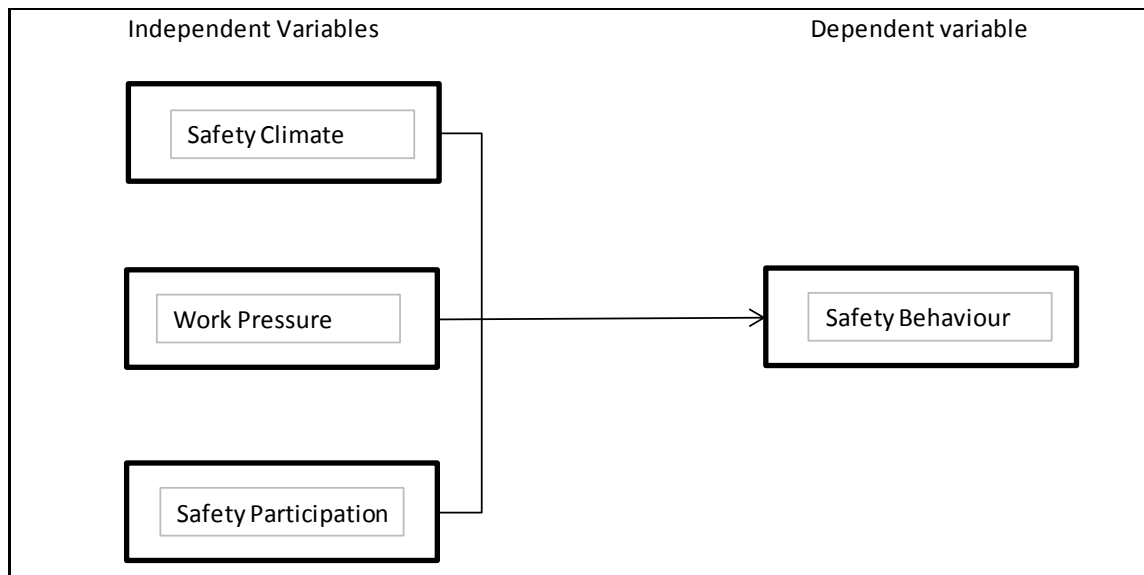 Independent Variables
Dependent variable
Safety Climate
Work Pressure
Safety Behaviour
Safety Participation